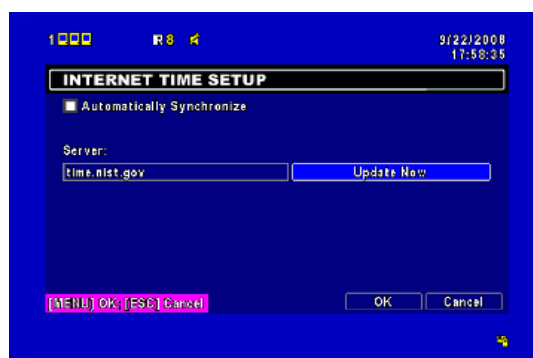 1 R8 9/22/2008
17:58:35
INTERNET TIME SETUP
Automatically Synchronize
Server:
time.nist.gov Update Now
[MENU] OK; [ESC] Cancel OK Cancel